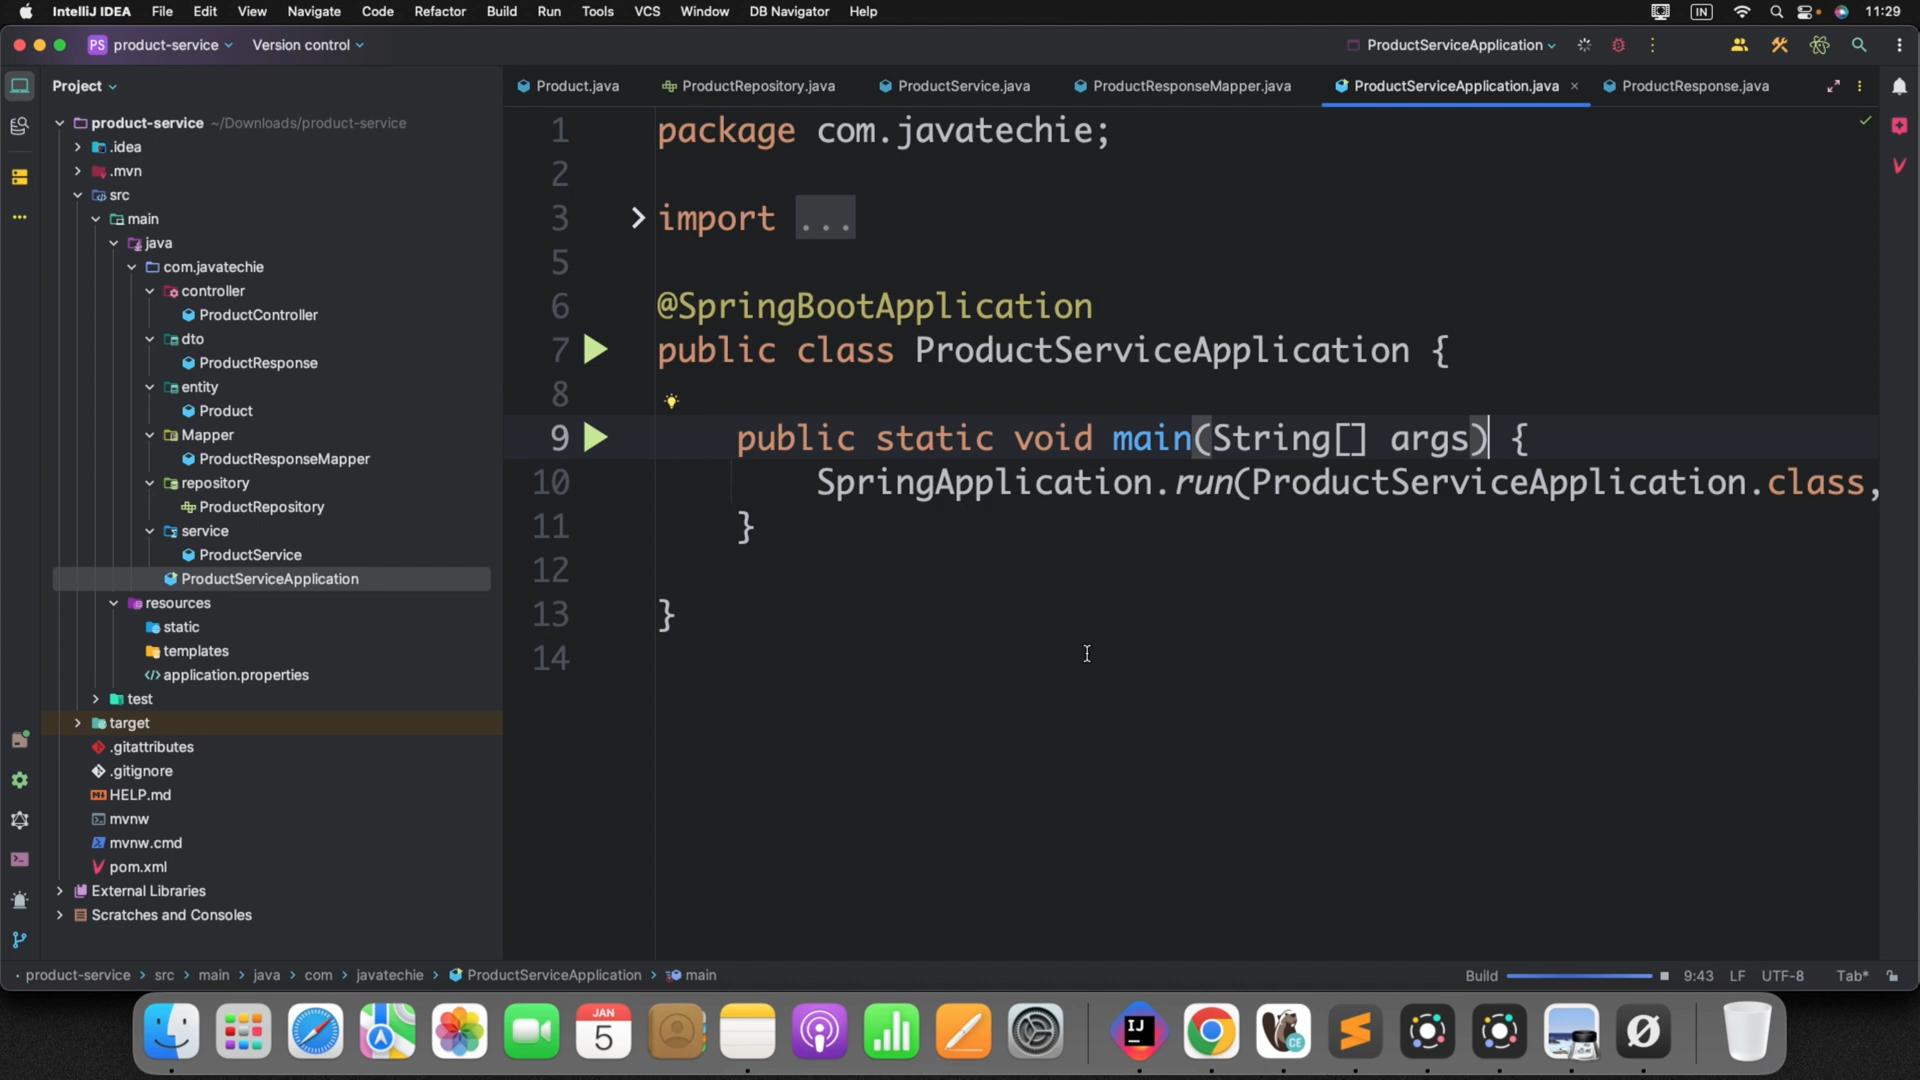 IntelliJ IDEA File Edit View Navigate Code Refactor Build Run Tools VCS Window DB Navigator Help IN 11:29
PS product-service Version control ProductServiceApplication
Project
Product.java ProductRepository.java ProductService.java ProductResponseMapper.java ProductServiceApplication.java ProductResponse.java
product-service ~/Downloads/product-service
.idea
.mvn
src
main
java
com.javatechie
controller
ProductController
dto
ProductResponse
entity
Product
Mapper
ProductResponseMapper
repository
ProductRepository
service
ProductService
ProductServiceApplication
resources
static
templates
application.properties
test
target
.gitattributes
.gitignore
HELP.md
mvnw
mvnw.cmd
pom.xml
External Libraries
Scratches and Consoles
1 package com.javatechie;
2
3 import ...
5
6 @SpringBootApplication
7 public class ProductServiceApplication {
8
9 public static void main(String[] args) {
10 SpringApplication.run(ProductServiceApplication.class,
11 }
12
13 }
14
product-service > src > main > java > com > javatechie > ProductServiceApplication > main Build 9:43 LF UTF-8 Tab*
JAN
5
IJ
CE